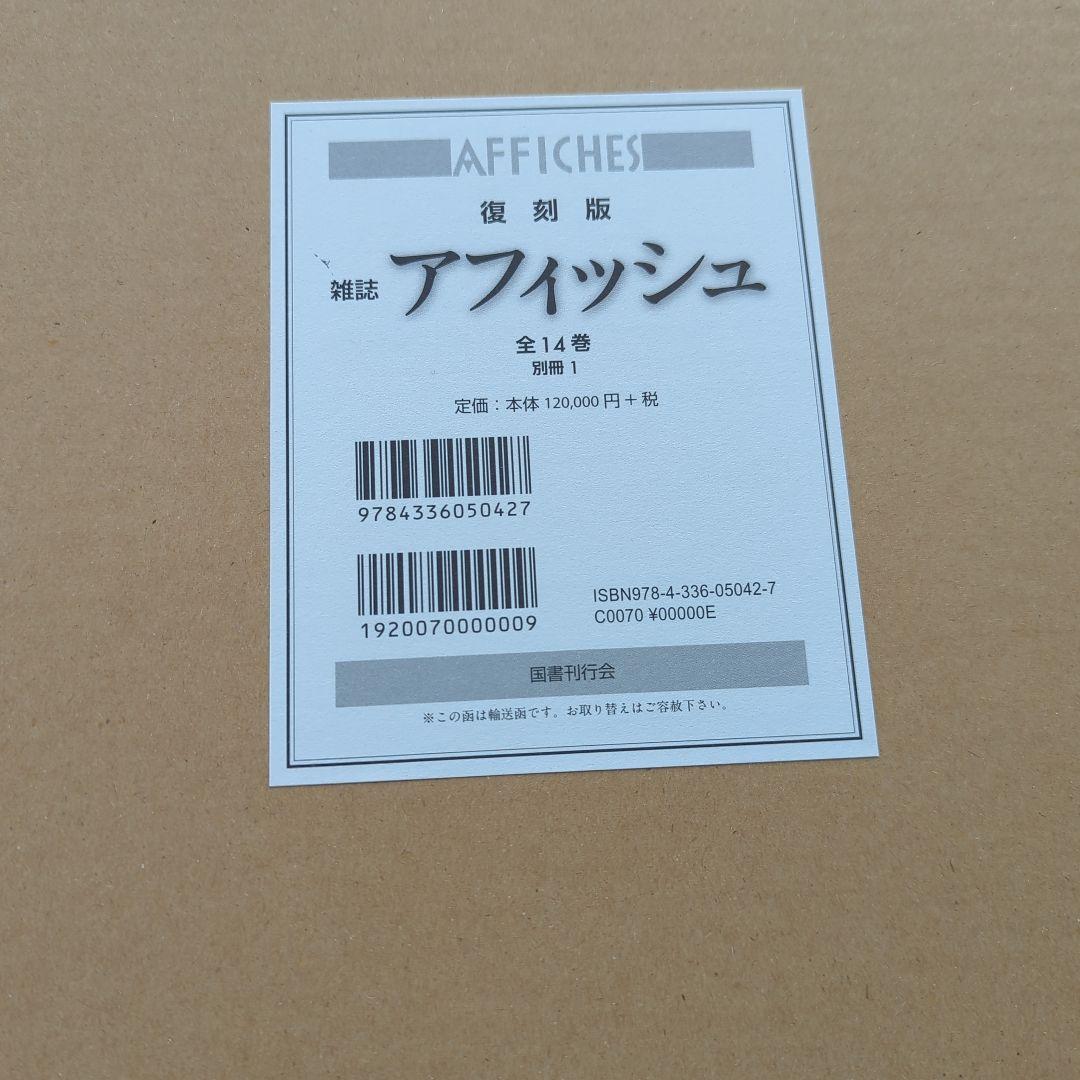 AFFICHES
復刻版
雑誌 アフィッシュ
全14巻
別冊1
定価：本体 120,000 円＋税
9784336050427
1920070000009
ISBN978-4-336-05042-7
C0070 ¥00000E
国書刊行会
※この函は輸送函です。お取り替えはご容赦下さい。